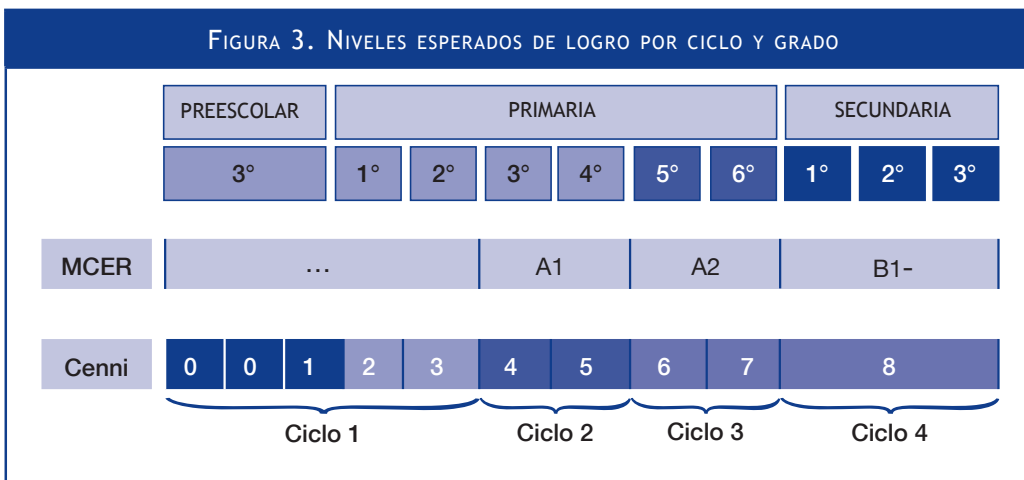 FIGURA 3. NIVELES ESPERADOS DE LOGRO POR CICLO Y GRADO
PREESCOLAR PRIMARIA SECUNDARIA
3° 1° 2° 3° 4° 5° 6° 1° 2° 3°
MCER ... A1 A2 B1-
Cenni 0 0 1 2 3 4 5 6 7 8
Ciclo 1 Ciclo 2 Ciclo 3 Ciclo 4